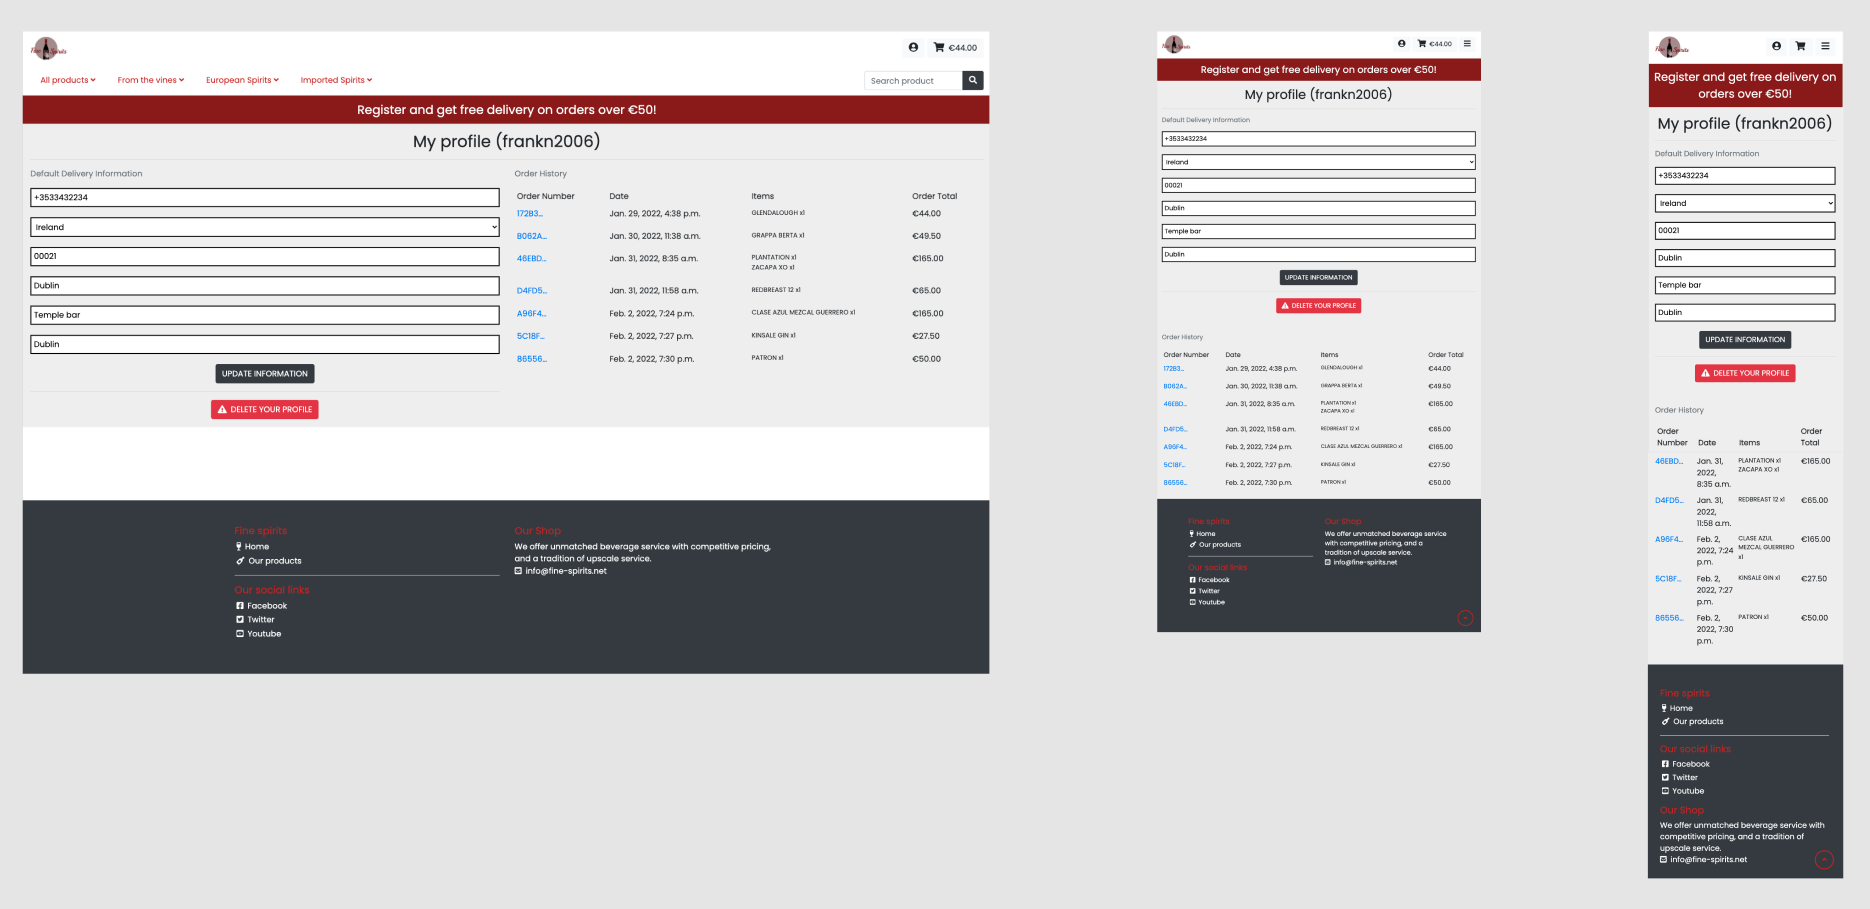 Fine Spirits
€44.00
All products
From the vines
European Spirits
Imported Spirits
Search product
Register and get free delivery on orders over €50!
My profile (frankn2006)
Default Delivery Information
+3533432234
Ireland
00021
Dublin
Temple bar
Dublin
UPDATE INFORMATION
DELETE YOUR PROFILE
Order History
Order Number Date Items Order Total
172B3... Jan. 29, 2022, 4:38 p.m. GLENDALOUGH x1 €44.00
B062A... Jan. 30, 2022, 11:38 a.m. GRAPPA BERTA x1 €49.50
46EBD... Jan. 31, 2022, 8:35 a.m. PLANTATION x1 €165.00
ZACAPA XO x1
D4FD5... Jan. 31, 2022, 11:58 a.m. REDBREAST 12 x1 €65.00
A96F4... Feb. 2, 2022, 7:24 p.m. CLASE AZUL MEZCAL GUERRERO x1 €165.00
5C18F... Feb. 2, 2022, 7:27 p.m. KINSALE GIN x1 €27.50
86556... Feb. 2, 2022, 7:30 p.m. PATRON x1 €50.00
Fine spirits
Home
Our products
Our social links
Facebook
Twitter
Youtube
Our Shop
We offer unmatched beverage service with competitive pricing,
and a tradition of upscale service.
info@fine-spirits.net
€44.00
Register and get free delivery on orders over €50!
My profile (frankn2006)
Default Delivery Information
+3533432234
Ireland
00021
Dublin
Temple bar
Dublin
UPDATE INFORMATION
DELETE YOUR PROFILE
Order History
Order Number Date Items Order Total
172B3... Jan. 29, 2022, 4:38 p.m. GLENDALOUGH x1 €44.00
B062A... Jan. 30, 2022, 11:38 a.m. GRAPPA BERTA x1 €49.50
46EBD... Jan. 31, 2022, 8:35 a.m. PLANTATION x1 €165.00
ZACAPA XO x1
D4FD5... Jan. 31, 2022, 11:58 a.m. REDBREAST 12 x1 €65.00
A96F4... Feb. 2, 2022, 7:24 p.m. CLASE AZUL MEZCAL GUERRERO x1 €165.00
5C18F... Feb. 2, 2022, 7:27 p.m. KINSALE GIN x1 €27.50
86556... Feb. 2, 2022, 7:30 p.m. PATRON x1 €50.00
Fine spirits
Home
Our products
Our social links
Facebook
Twitter
Youtube
Our Shop
We offer unmatched beverage service
with competitive pricing, and a
tradition of upscale service.
info@fine-spirits.net
Fine Spirits
Register and get free delivery on
orders over €50!
My profile (frankn2006)
Default Delivery Information
+3533432234
Ireland
00021
Dublin
Temple bar
Dublin
UPDATE INFORMATION
DELETE YOUR PROFILE
Order History
Order Order
Number Date Items Total
46EBD... Jan. 31, PLANTATION x1 €165.00
2022, ZACAPA XO x1
8:35 a.m.
D4FD5... Jan. 31, REDBREAST 12 x1 €65.00
2022,
11:58 a.m.
A96F4... Feb. 2, CLASE AZUL €165.00
2022, 7:24 MEZCAL GUERRERO
p.m. x1
5C18F... Feb. 2, KINSALE GIN x1 €27.50
2022, 7:27
p.m.
86556... Feb. 2, PATRON x1 €50.00
2022, 7:30
p.m.
Fine spirits
Home
Our products
Our social links
Facebook
Twitter
Youtube
Our Shop
We offer unmatched beverage service with
competitive pricing, and a tradition of
upscale service.
info@fine-spirits.net